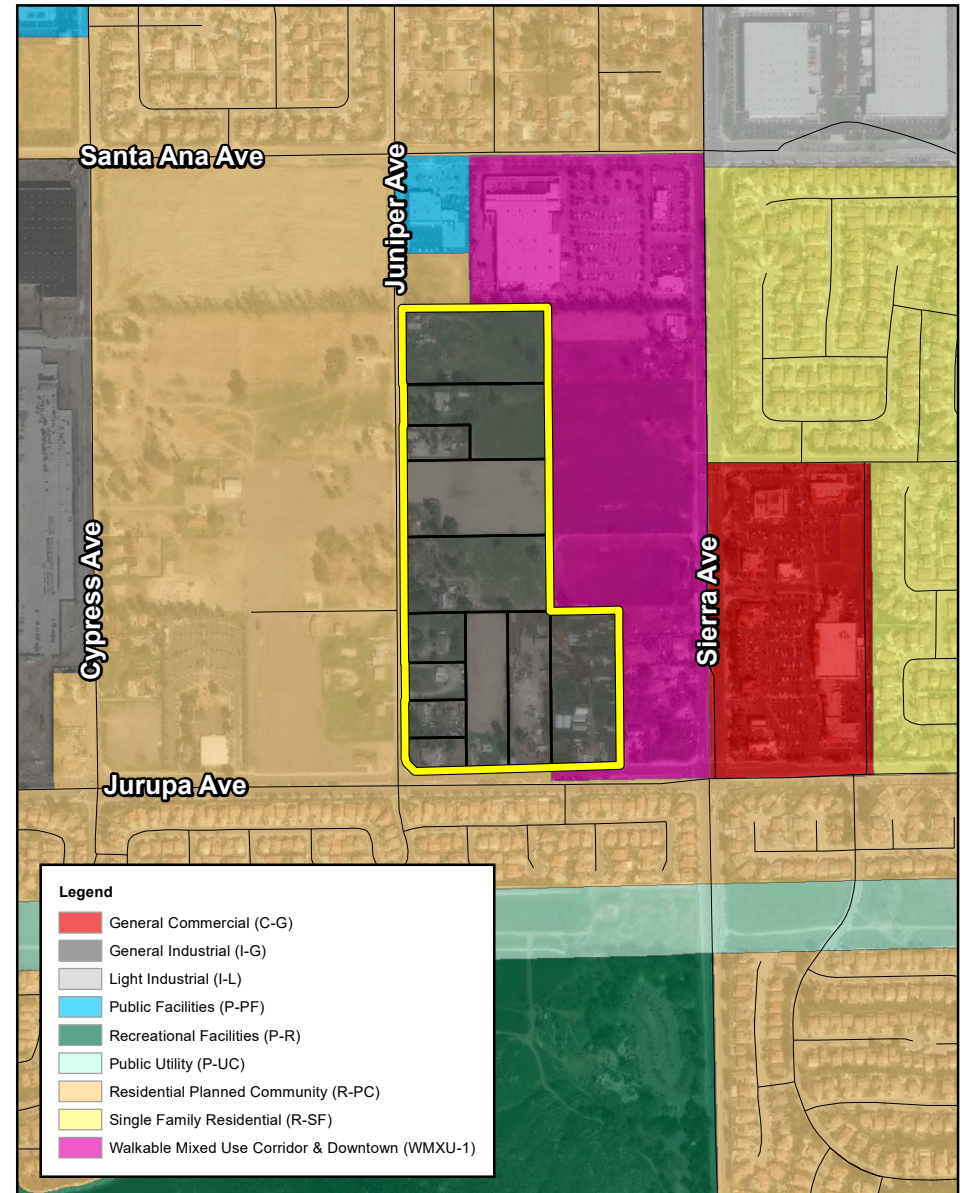 Santa Ana Ave
Juniper Ave
Cypress Ave
Sierra Ave
Jurupa Ave
Legend
General Commercial (C-G)
General Industrial (I-G)
Light Industrial (I-L)
Public Facilities (P-PF)
Recreational Facilities (P-R)
Public Utility (P-UC)
Residential Planned Community (R-PC)
Single Family Residential (R-SF)
Walkable Mixed Use Corridor & Downtown (WMXU-1)